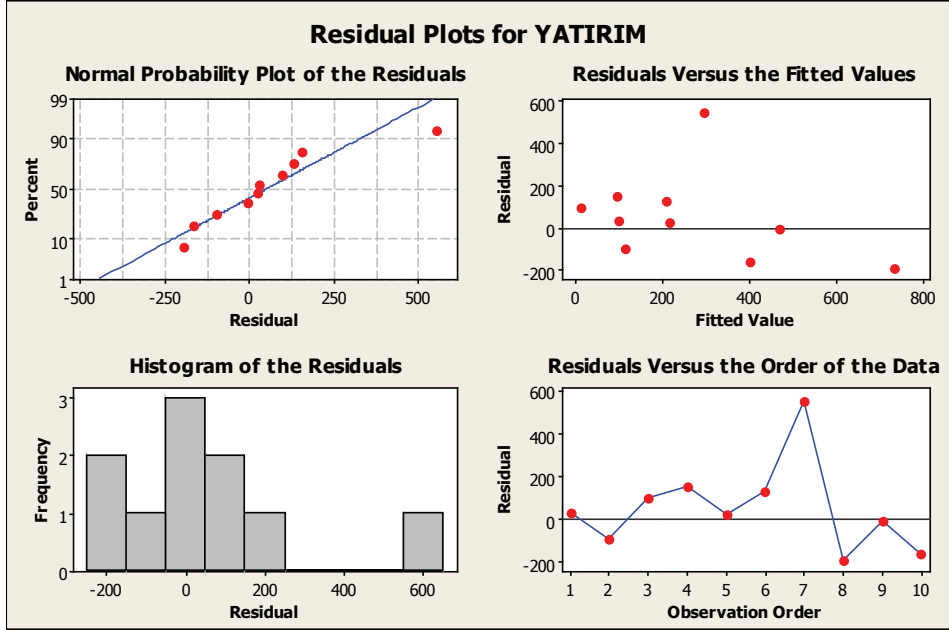 Residual Plots for YATIRIM
Normal Probability Plot of the Residuals
99
90
50
10
1
Percent
-500 -250 0 250 500
Residual
Residuals Versus the Fitted Values
600
400
200
0
-200
Residual
0 200 400 600 800
Fitted Value
Histogram of the Residuals
3
2
1
0
Frequency
-200 0 200 400 600
Residual
Residuals Versus the Order of the Data
600
400
200
0
-200
Residual
1 2 3 4 5 6 7 8 9 10
Observation Order